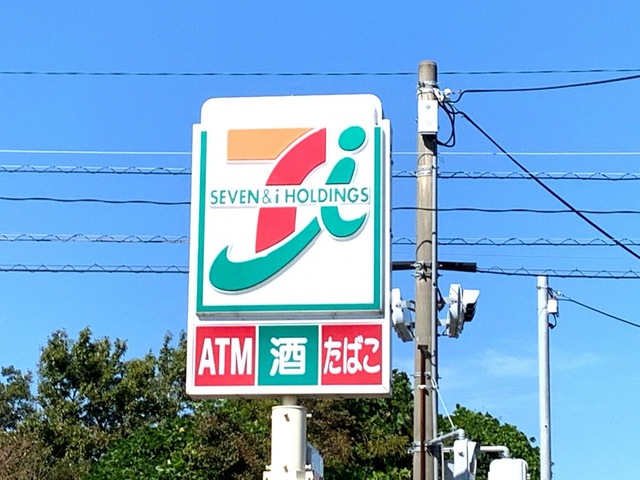 SEVEN & i HOLDINGS
ATM 酒 たばこ